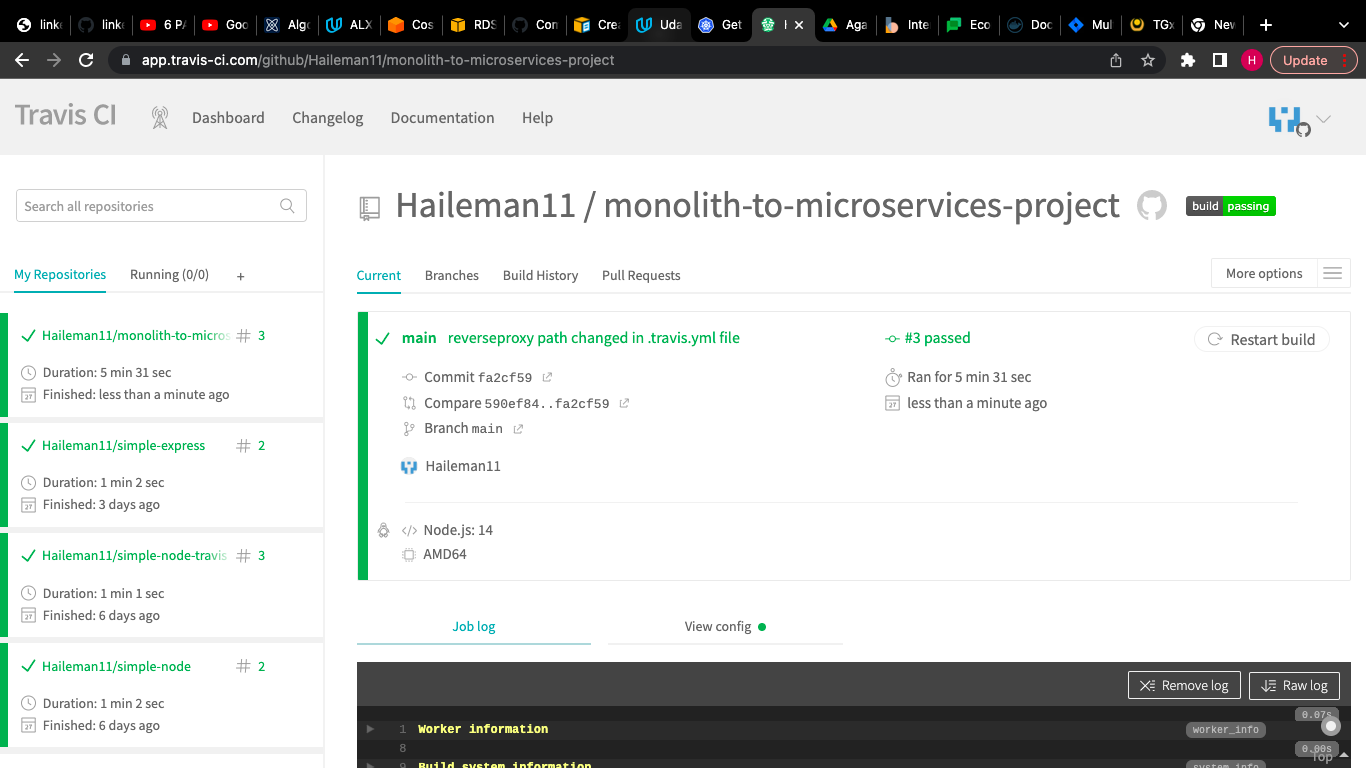 linke
linke
6 PA
Goo
Algo
ALX
Cos
RDS
Con
Crea
Uda
Get
Aga
Inte
Eco
Doc
Mul
TGx
New
app.travis-ci.com/github/Haileman11/monolith-to-microservices-project
H
Update
Travis CI
Dashboard
Changelog
Documentation
Help
Search all repositories
Haileman11 / monolith-to-microservices-project
build passing
My Repositories
Running (0/0)
+
Current
Branches
Build History
Pull Requests
More options
Haileman11/monolith-to-micros # 3
Duration: 5 min 31 sec
Finished: less than a minute ago
Haileman11/simple-express # 2
Duration: 1 min 2 sec
Finished: 3 days ago
Haileman11/simple-node-travis # 3
Duration: 1 min 1 sec
Finished: 6 days ago
Haileman11/simple-node # 2
Duration: 1 min 2 sec
Finished: 6 days ago
main reverseproxy path changed in .travis.yml file
#3 passed
Restart build
Commit fa2cf59
Ran for 5 min 31 sec
Compare 590ef84..fa2cf59
less than a minute ago
Branch main
Haileman11
Node.js: 14
AMD64
Job log
View config
Remove log
Raw log
0.07s
1 Worker information worker_info
8 0.00s
9 Build system information system_info
Top